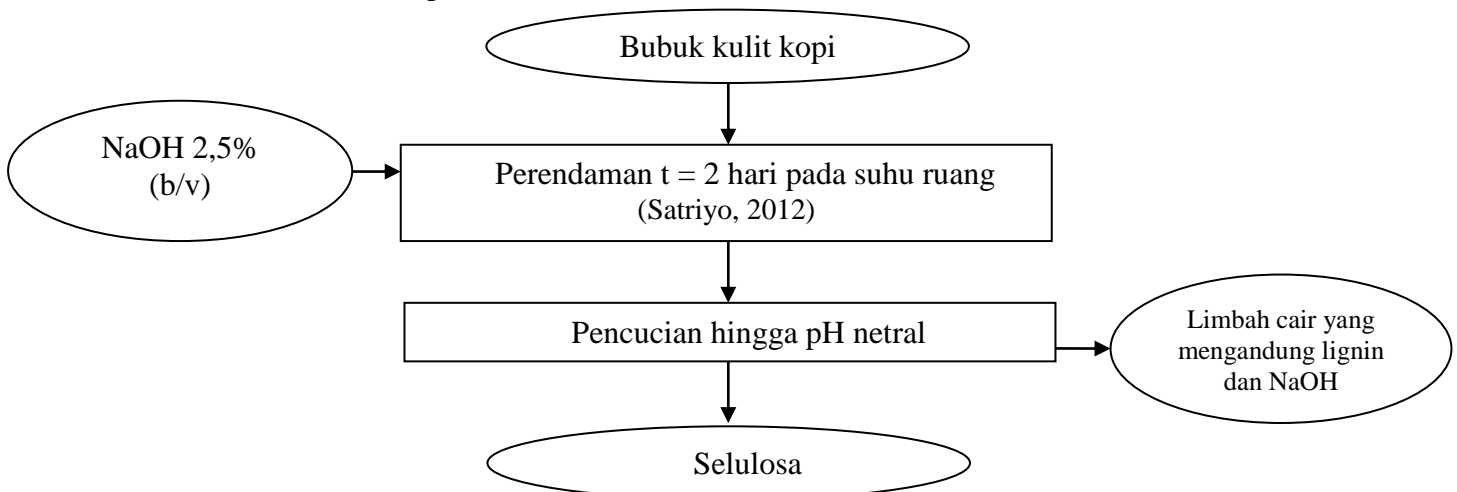 Bubuk kulit kopi
NaOH 2,5%
(b/v)
Perendaman t = 2 hari pada suhu ruang
(Satriyo, 2012)
Pencucian hingga pH netral
Limbah cair yang
mengandung lignin
dan NaOH
Selulosa